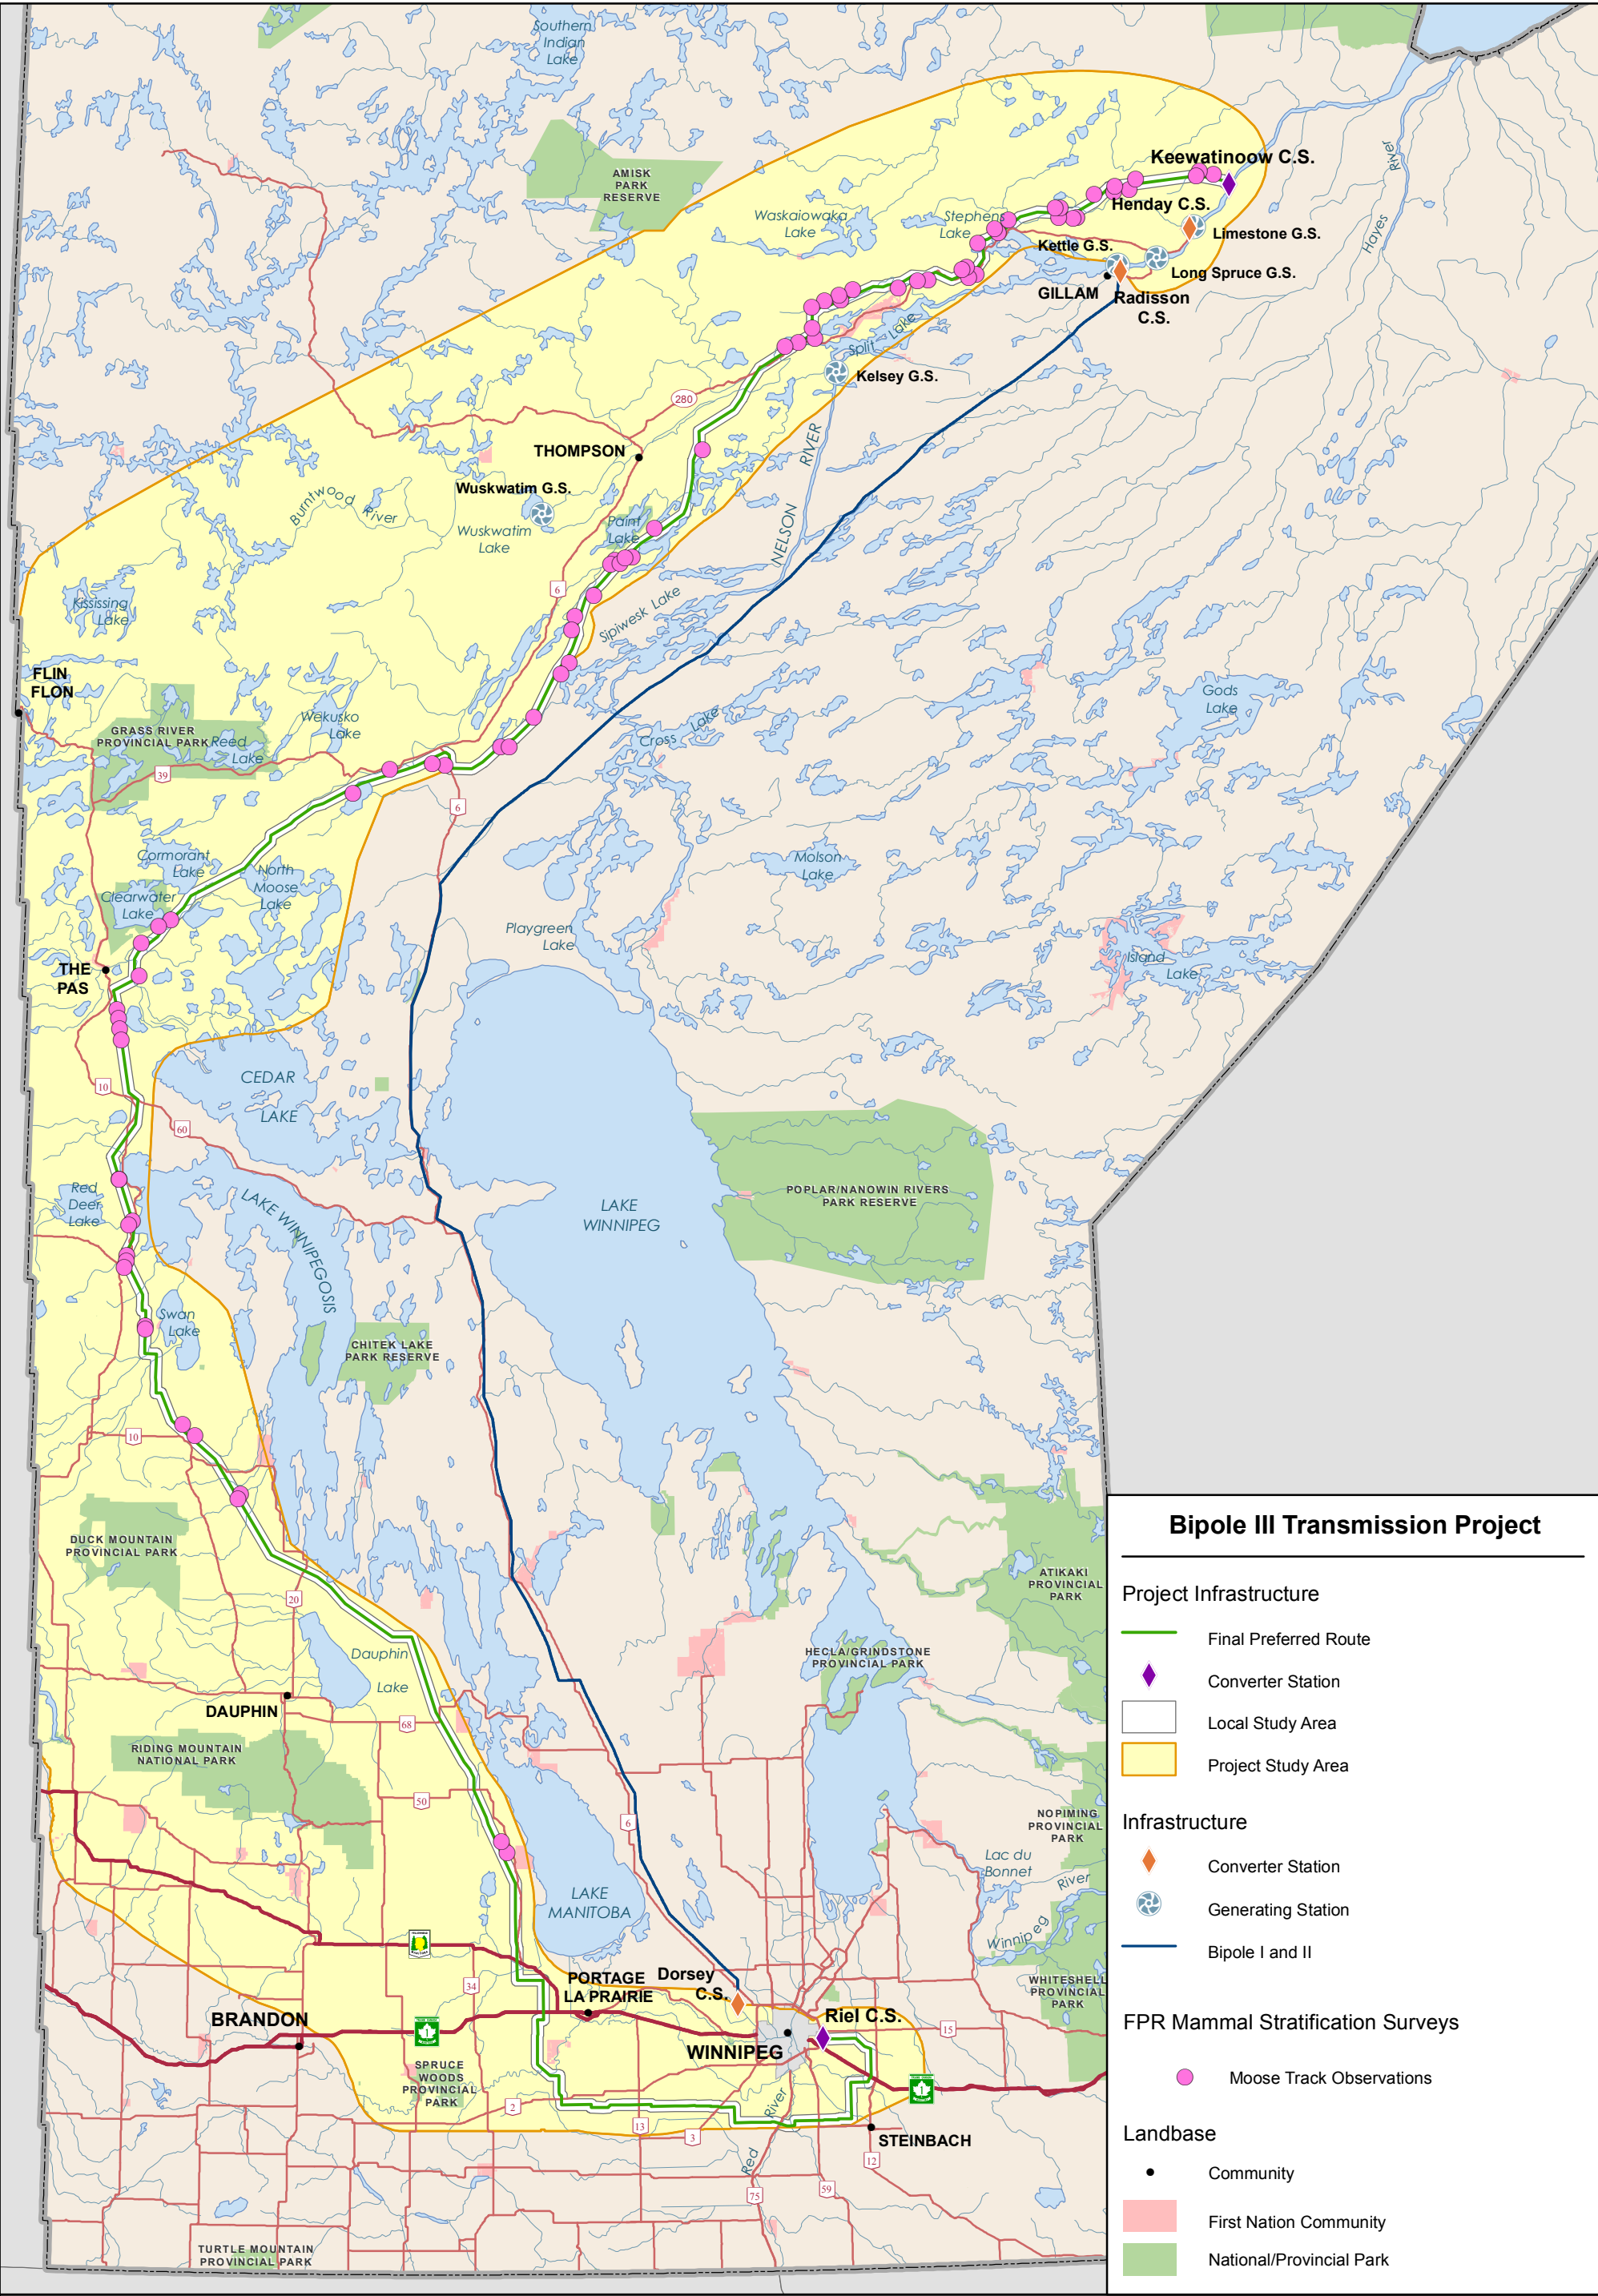 Southern
Indian
Lake
AMISK
PARK
RESERVE
Keewatinoow C.S.
Hayes
River
Waskaiowaka
Lake
Stephens
Lake
Henday C.S.
Limestone G.S.
Kettle G.S.
Long Spruce G.S.
GILLAM
Radisson
C.S.
Split Lake
Kelsey G.S.
280
THOMPSON
Wuskwatim G.S.
Burntwood
River
Wuskwatim
Lake
Paint
Lake
NELSON
RIVER
6
Sipiwesk Lake
Kississing
Lake
FLIN
FLON
GRASS RIVER
PROVINCIAL PARK
Reed
Lake
Wekusko
Lake
39
Cross Lake
Gods
Lake
6
Cormorant
Lake
North
Moose
Lake
Clearwater
Lake
Molson
Lake
Playgreen
Lake
Island
Lake
THE
PAS
CEDAR
LAKE
10
60
POPLAR/NANOWIN RIVERS
PARK RESERVE
Red
Deer
Lake
LAKE WINNIPEGOSIS
LAKE
WINNIPEG
Swan
Lake
CHITEK LAKE
PARK RESERVE
10
DUCK MOUNTAIN
PROVINCIAL PARK
20
ATIKAKI
PROVINCIAL
PARK
Dauphin
Lake
HECLA/GRINDSTONE
PROVINCIAL PARK
DAUPHIN
68
RIDING MOUNTAIN
NATIONAL PARK
50
6
NOPIMING
PROVINCIAL
PARK
Lac du
Bonnet
River
Winnipeg
LAKE
MANITOBA
34
PORTAGE
LA PRAIRIE
Dorsey
C.S.
WHITESHELL
PROVINCIAL
PARK
BRANDON
1
Riel C.S.
15
WINNIPEG
SPRUCE
WOODS
PROVINCIAL
PARK
1
2
13
3
Red
River
STEINBACH
12
59
75
TURTLE MOUNTAIN
PROVINCIAL PARK
Bipole III Transmission Project
Project Infrastructure
Final Preferred Route
Converter Station
Local Study Area
Project Study Area
Infrastructure
Converter Station
Generating Station
Bipole I and II
FPR Mammal Stratification Surveys
Moose Track Observations
Landbase
Community
First Nation Community
National/Provincial Park